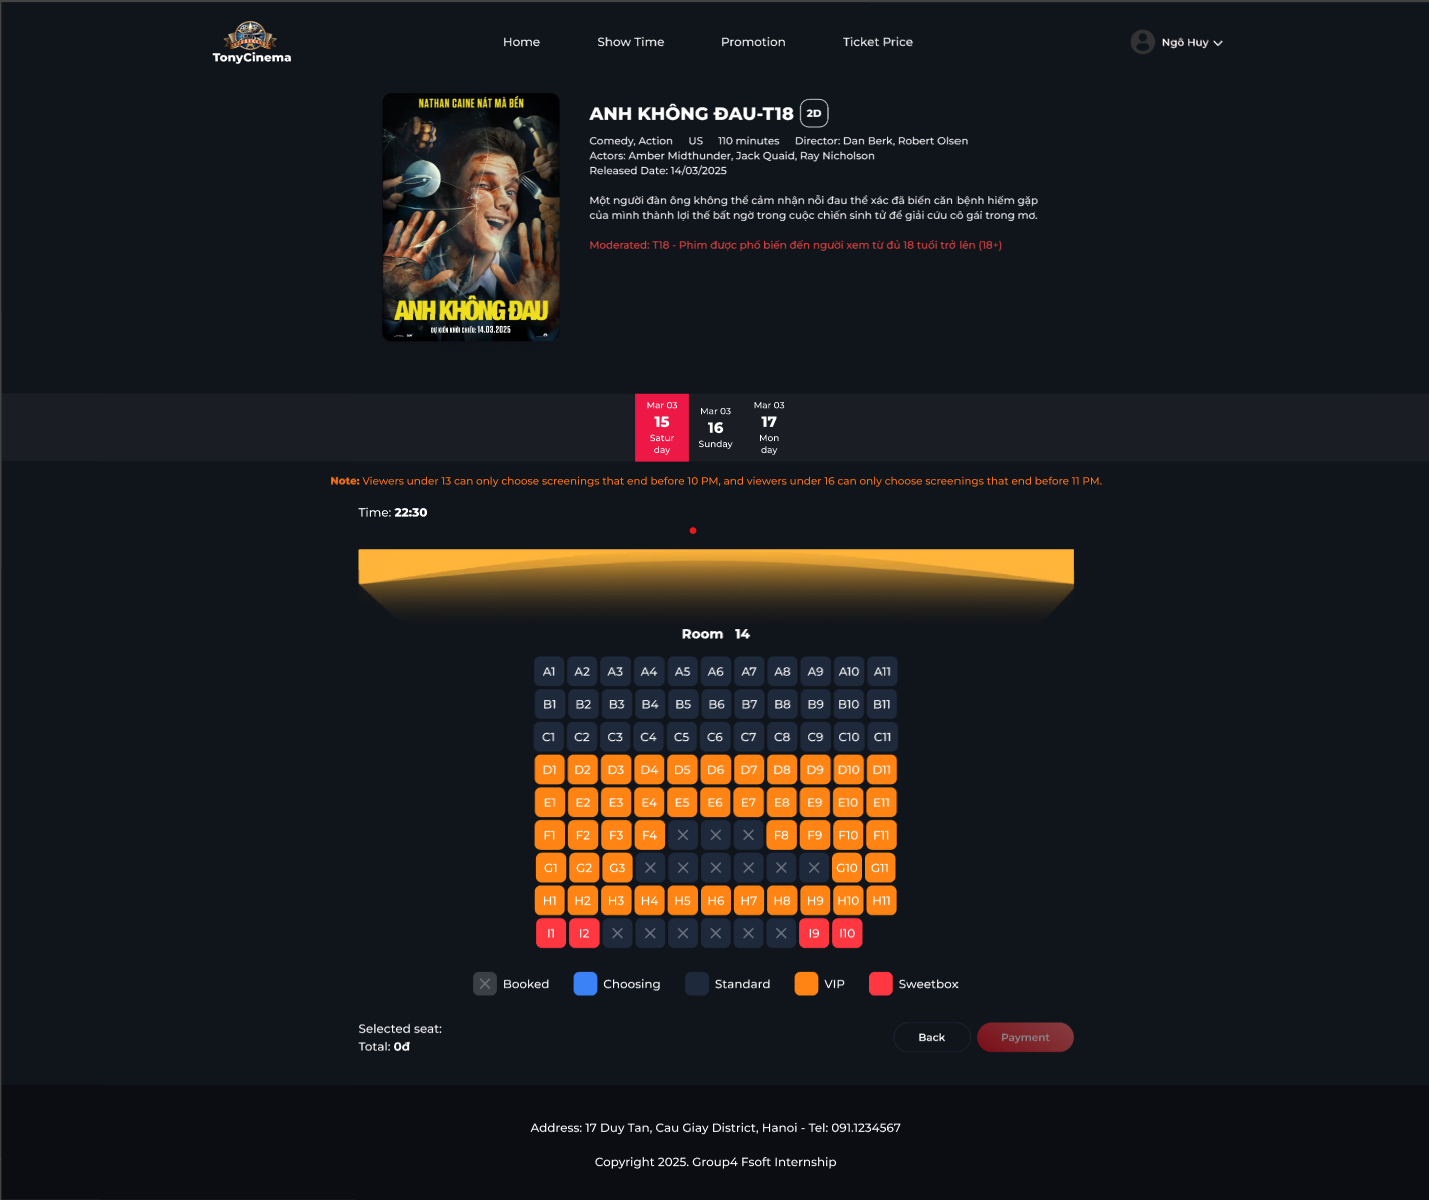 TonyCinema
Home
Show Time
Promotion
Ticket Price
Ngô Huy
NATHAN CAINE NÁT MÀ BỀN
ANH KHÔNG ĐAU
DỰ KIẾN KHỞI CHIẾU: 14.03.2025
ANH KHÔNG ĐAU-T18 2D
Comedy, Action US 110 minutes Director: Dan Berk, Robert Olsen
Actors: Amber Midthunder, Jack Quaid, Ray Nicholson
Released Date: 14/03/2025
Một người đàn ông không thể cảm nhận nỗi đau thể xác đã biến căn bệnh hiếm gặp
của mình thành lợi thế bất ngờ trong cuộc chiến sinh tử để giải cứu cô gái trong mơ.
Moderated: T18 - Phim được phổ biến đến người xem từ đủ 18 tuổi trở lên (18+)
Mar 03
15
Satur
day
Mar 03
16
Sunday
Mar 03
17
Mon
day
Note: Viewers under 13 can only choose screenings that end before 10 PM, and viewers under 16 can only choose screenings that end before 11 PM.
Time: 22:30
Room 14
A1 A2 A3 A4 A5 A6 A7 A8 A9 A10 A11
B1 B2 B3 B4 B5 B6 B7 B8 B9 B10 B11
C1 C2 C3 C4 C5 C6 C7 C8 C9 C10 C11
D1 D2 D3 D4 D5 D6 D7 D8 D9 D10 D11
E1 E2 E3 E4 E5 E6 E7 E8 E9 E10 E11
F1 F2 F3 F4 F8 F9 F10 F11
G1 G2 G3 G10 G11
H1 H2 H3 H4 H5 H6 H7 H8 H9 H10 H11
I1 I2 I9 I10
Booked
Choosing
Standard
VIP
Sweetbox
Selected seat:
Total: 0đ
Back
Payment
Address: 17 Duy Tan, Cau Giay District, Hanoi - Tel: 091.1234567
Copyright 2025. Group4 Fsoft Internship